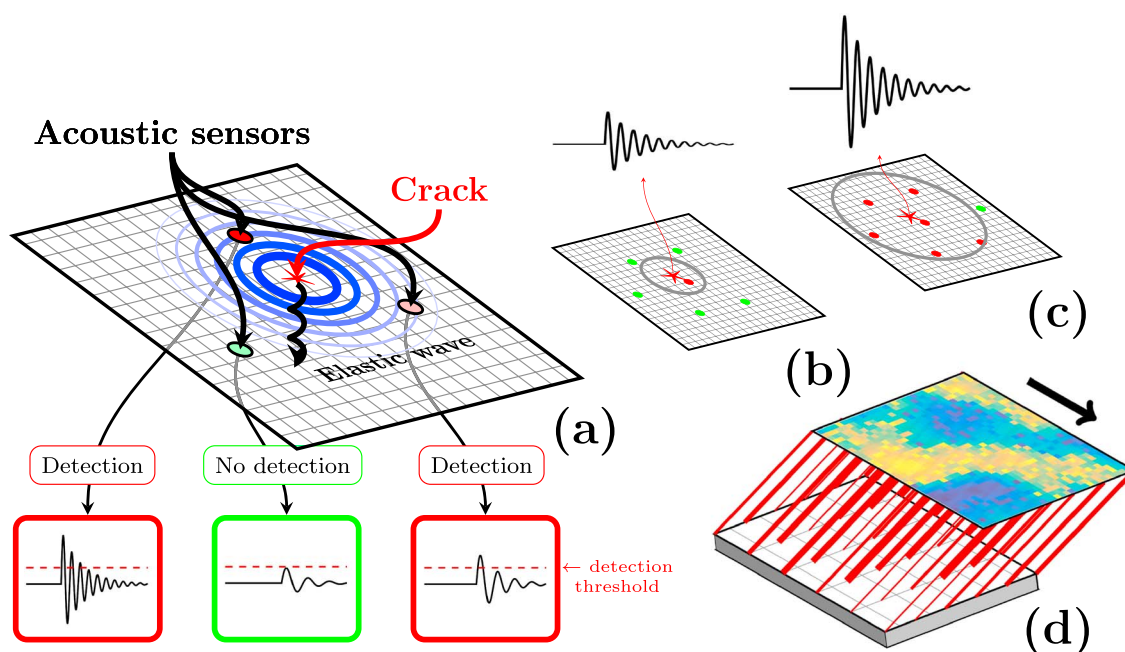 Acoustic sensors
Crack
Elastic wave
(a)
(b)
(c)
Detection
No detection
Detection
← detection
threshold
(d)